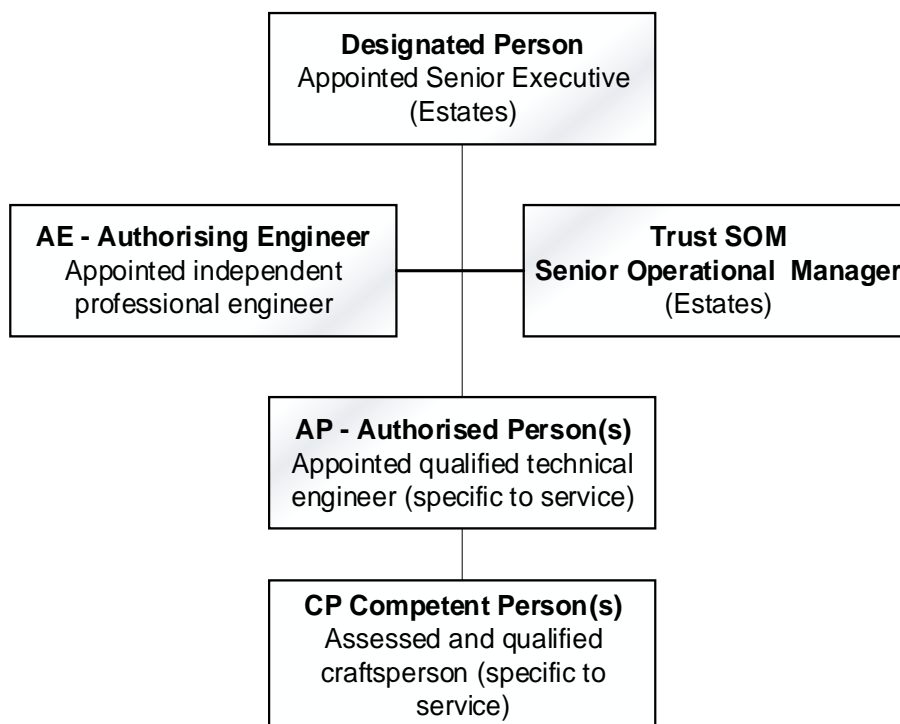 Designated Person
Appointed Senior Executive
(Estates)
AE - Authorising Engineer
Appointed independent
professional engineer
Trust SOM
Senior Operational Manager
(Estates)
AP - Authorised Person(s)
Appointed qualified technical
engineer (specific to service)
CP Competent Person(s)
Assessed and qualified
craftsperson (specific to
service)